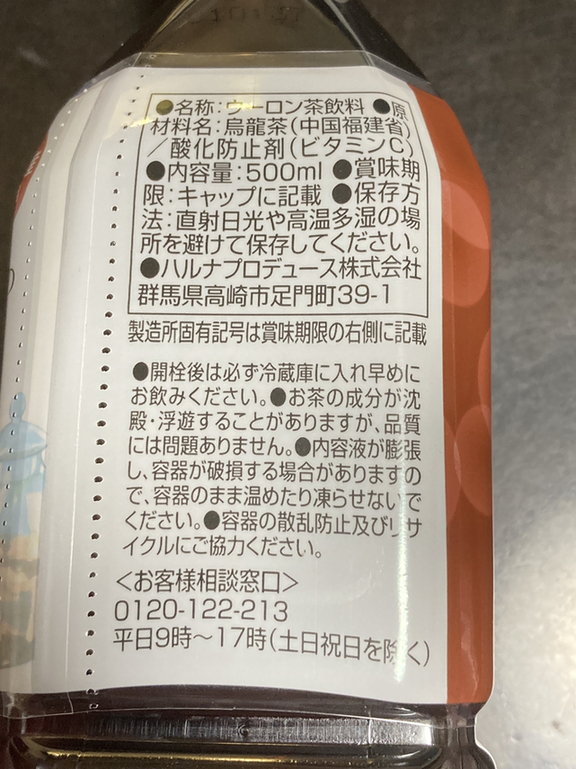 ●名称:ウーロン茶飲料 ●原
材料名:烏龍茶(中国福建省)
/酸化防止剤(ビタミンC)
●内容量:500ml ●賞味期
限:キャップに記載 ●保存方
法:直射日光や高温多湿の場
所を避けて保存してください。
●ハルナプロデュース株式会社
群馬県高崎市足門町39-1
製造所固有記号は賞味期限の右側に記載
●開栓後は必ず冷蔵庫に入れ早めに
お飲みください。●お茶の成分が沈
殿・浮遊することがありますが、品質
には問題ありません。●内容液が膨張
し、容器が破損する場合がありますの
で、容器のまま温めたり凍らせないで
ください。●容器の散乱防止及びリサ
イクルにご協力ください。
<お客様相談窓口>
0120-122-213
平日9時～17時(土日祝日を除く)